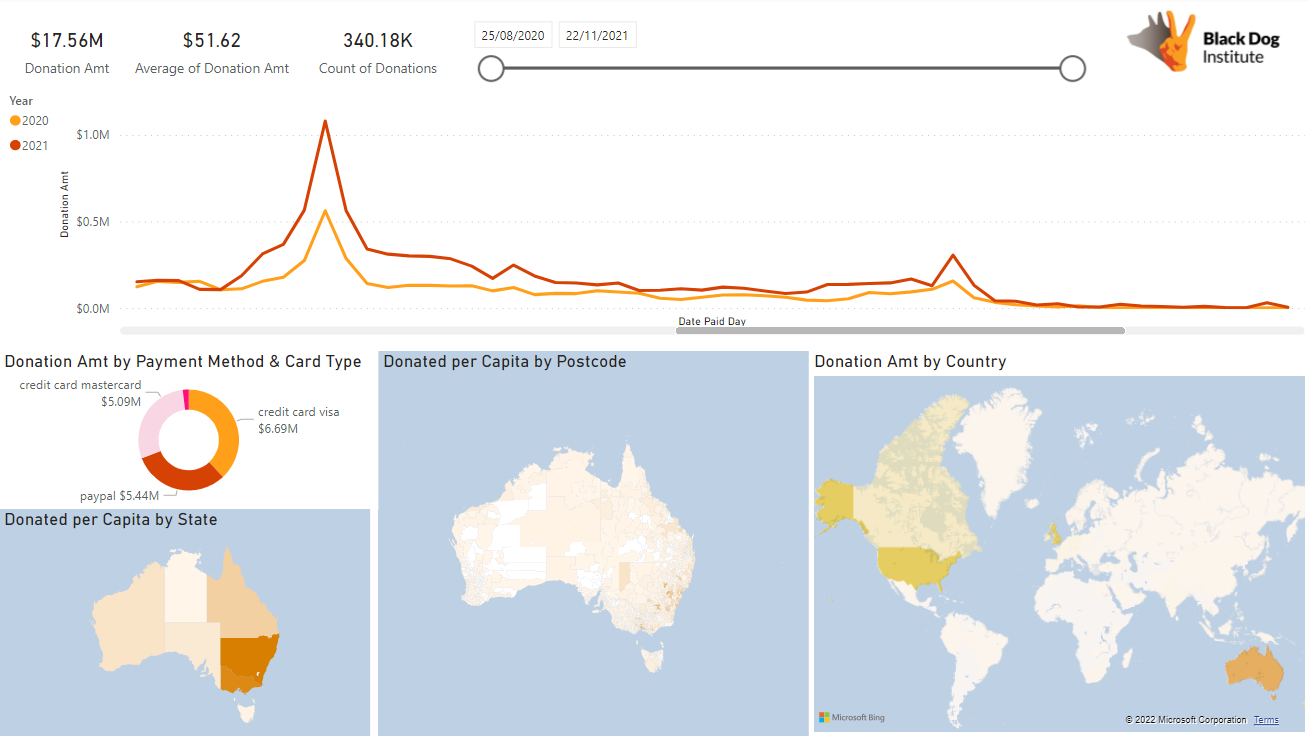 $17.56M
Donation Amt
$51.62
Average of Donation Amt
340.18K
Count of Donations
25/08/2020
22/11/2021
Black Dog
Institute
Year
2020
2021
Donation Amt
$1.0M
$0.5M
$0.0M
Date Paid Day
Donation Amt by Payment Method & Card Type
credit card mastercard
$5.09M
credit card visa
$6.69M
paypal $5.44M
Donated per Capita by State
Donated per Capita by Postcode
Donation Amt by Country
Microsoft Bing
© 2022 Microsoft Corporation Terms